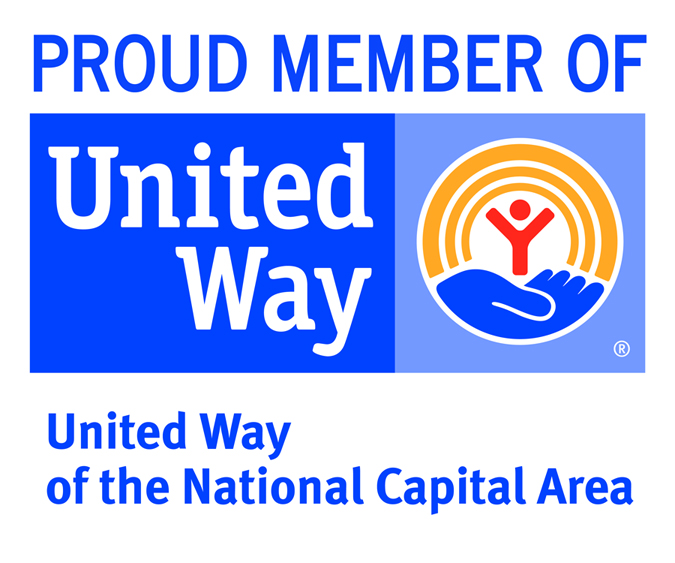 PROUD MEMBER OF
United
Way
®
United Way
of the National Capital Area